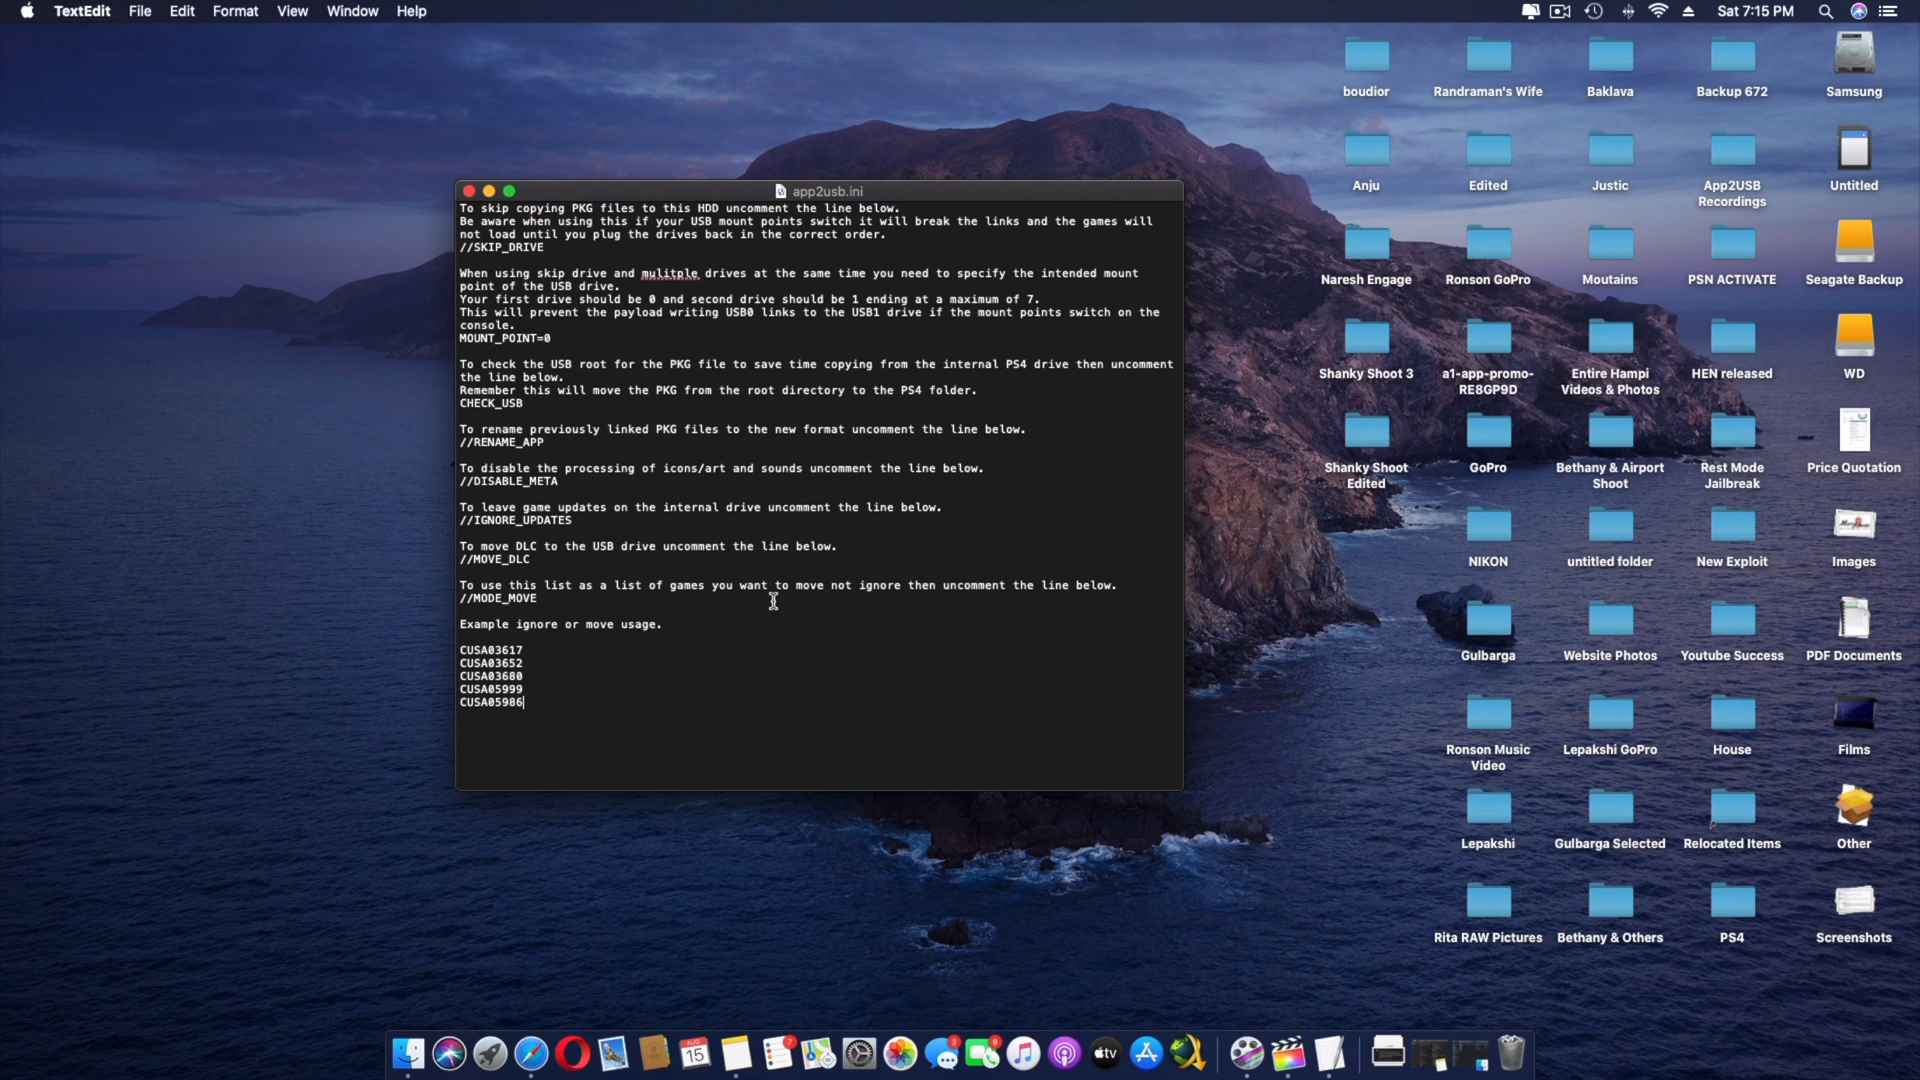 TextEdit File Edit Format View Window Help
Sat 7:15 PM
app2usb.ini
To skip copying PKG files to this HDD uncomment the line below.
Be aware when using this if your USB mount points switch it will break the links and the games will
not load until you plug the drives back in the correct order.
//SKIP_DRIVE
When using skip drive and mulitple drives at the same time you need to specify the intended mount
point of the USB drive.
Your first drive should be 0 and second drive should be 1 ending at a maximum of 7.
This will prevent the payload writing USB0 links to the USB1 drive if the mount points switch on the
console.
MOUNT_POINT=0
To check the USB root for the PKG file to save time copying from the internal PS4 drive then uncomment
the line below.
Remember this will move the PKG from the root directory to the PS4 folder.
CHECK_USB
To rename previously linked PKG files to the new format uncomment the line below.
//RENAME_APP
To disable the processing of icons/art and sounds uncomment the line below.
//DISABLE_META
To leave game updates on the internal drive uncomment the line below.
//IGNORE_UPDATES
To move DLC to the USB drive uncomment the line below.
//MOVE_DLC
To use this list as a list of games you want to move not ignore then uncomment the line below.
//MODE_MOVE
Example ignore or move usage.
CUSA03617
CUSA03652
CUSA03680
CUSA05999
CUSA05986
boudior
Randraman's Wife
Baklava
Backup 672
Samsung
Anju
Edited
Justic
App2USB
Recordings
Untitled
Naresh Engage
Ronson GoPro
Moutains
PSN ACTIVATE
Seagate Backup
Shanky Shoot 3
a1-app-promo-
RE8GP9D
Entire Hampi
Videos & Photos
HEN released
WD
Shanky Shoot
Edited
GoPro
Bethany & Airport
Shoot
Rest Mode
Jailbreak
Price Quotation
NIKON
untitled folder
New Exploit
Images
Gulbarga
Website Photos
Youtube Success
PDF Documents
Ronson Music
Video
Lepakshi GoPro
House
Films
Lepakshi
Gulbarga Selected
Relocated Items
Other
Rita RAW Pictures
Bethany & Others
PS4
Screenshots
AUG
15
7
3
9
tv